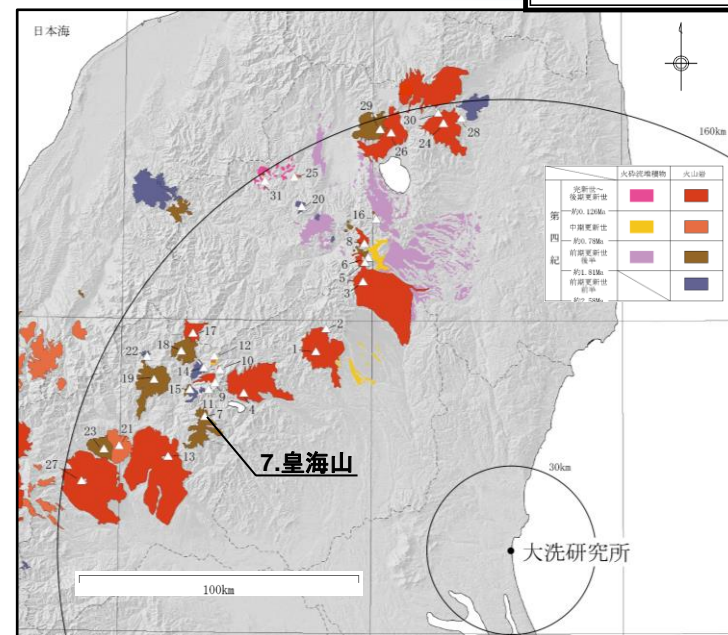 日本海
160km
29
30
24
28
26
25
31
20
16
8
6
5
3
火砕流堆積物
火山岩
第四紀
完新世～
後期更新世
約0.126Ma
中期更新世
約0.78Ma
前期更新世
後半
約1.81Ma
前期更新世
前半
約2.58Ma
2
17
18
1
12
22
14
10
19
15
9
4
11
7
23
21
13
27
7.皇海山
30km
大洗研究所
100km